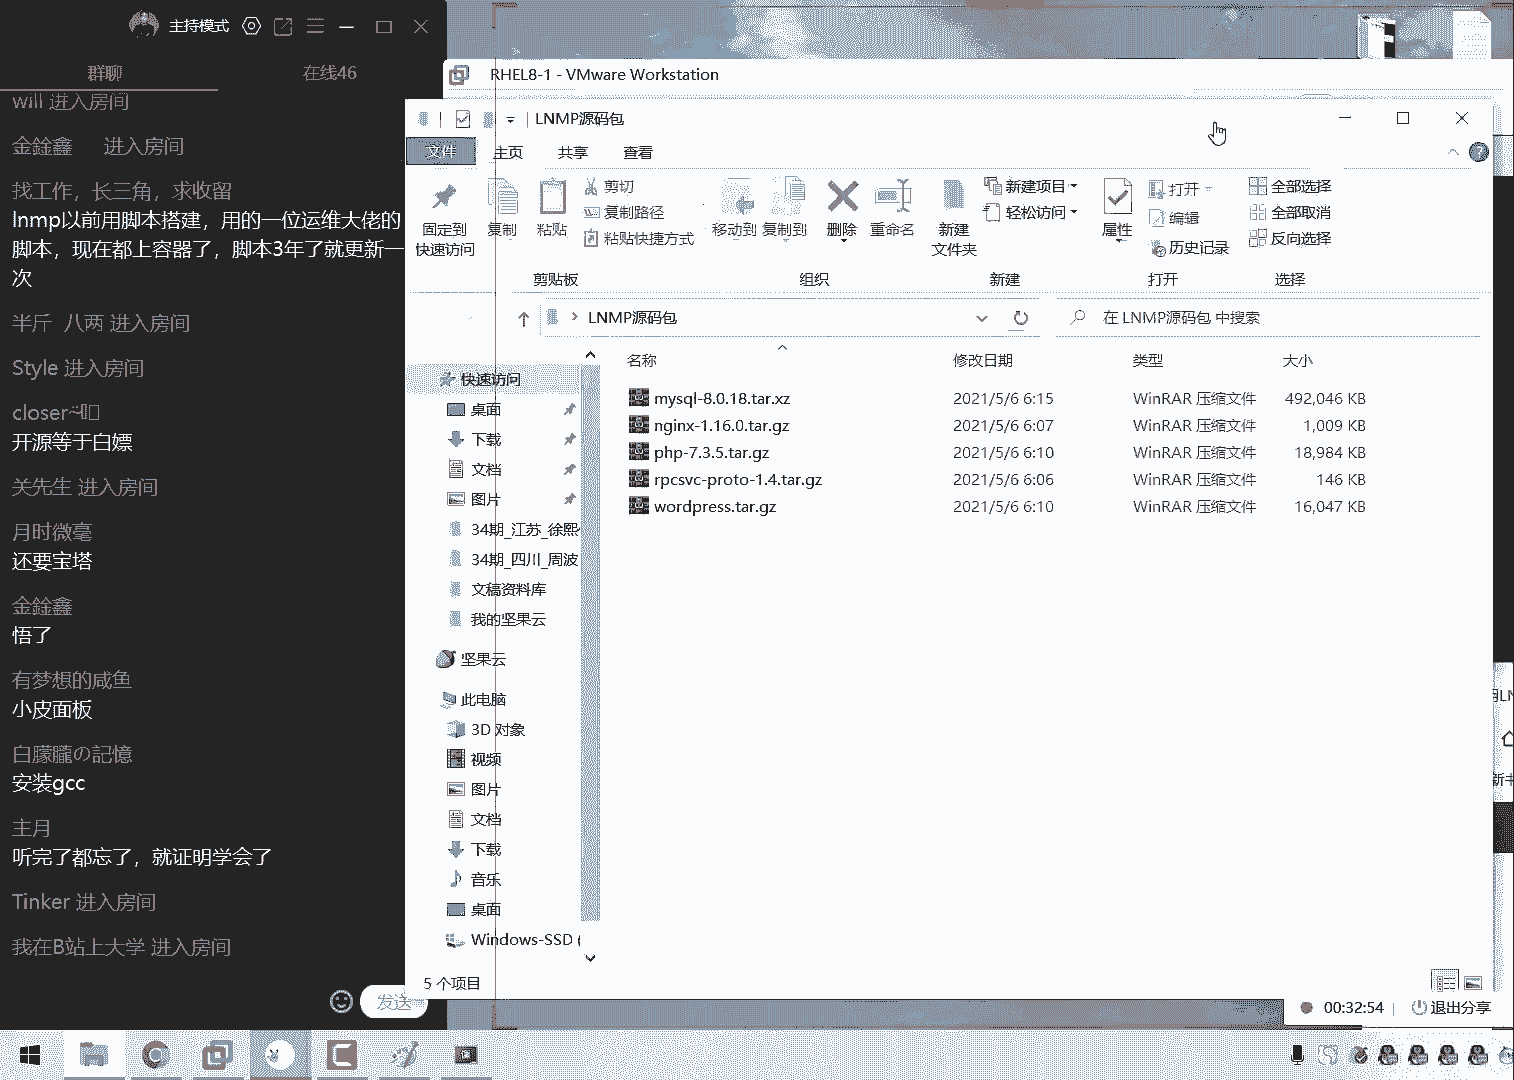 主持模式
群聊
在线46
will 进入房间
金銓鑫 进入房间
找工作，长三角，求收留
lnmp以前用脚本搭建，用的一位运维大佬的
脚本，现在都上容器了，脚本3年了就更新一
次
半斤 八两 进入房间
Style 进入房间
closer
开源等于白嫖
关先生 进入房间
月时微毫
还要宝塔
金銓鑫
悟了
有梦想的咸鱼
小皮面板
白朦朧の記憶
安装gcc
主月
听完了都忘了，就证明学会了
Tinker 进入房间
我在B站上大学 进入房间
发送
RHEL8-1 - VMware Workstation
LNMP源码包
文件 主页 共享 查看
固定到
快速访问
复制
粘贴
剪切
复制路径
粘贴快捷方式
剪贴板
移动到 复制到 删除 重命名
组织
新建
文件夹
新建项目
轻松访问
新建
属性
打开
编辑
历史记录
打开
全部选择
全部取消
反向选择
选择
LNMP源码包
在 LNMP源码包 中搜索
快速访问
桌面
下载
文档
图片
34期_江苏_徐熙
34期_四川_周波
文稿资料库
我的坚果云
坚果云
此电脑
3D 对象
视频
图片
文档
下载
音乐
桌面
Windows-SSD (
名称 修改日期 类型 大小
mysql-8.0.18.tar.xz 2021/5/6 6:15 WinRAR 压缩文件 492,046 KB
nginx-1.16.0.tar.gz 2021/5/6 6:07 WinRAR 压缩文件 1,009 KB
php-7.3.5.tar.gz 2021/5/6 6:10 WinRAR 压缩文件 18,984 KB
rpcsvc-proto-1.4.tar.gz 2021/5/6 6:06 WinRAR 压缩文件 146 KB
wordpress.tar.gz 2021/5/6 6:10 WinRAR 压缩文件 16,047 KB
5 个项目
00:32:54
退出分享